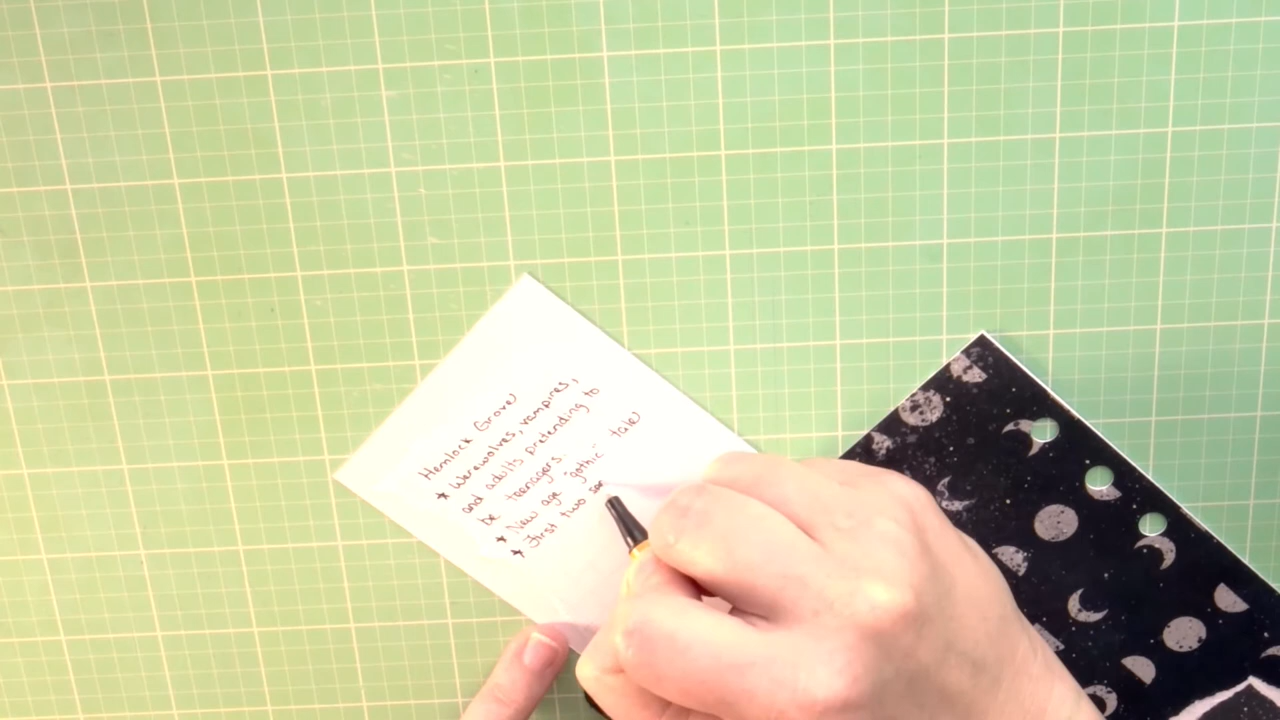 Hemlock Grove
★ Werewolves, vampires,
and adults pretending to
be teenagers.
★ New age "gothic" tale
★ First two